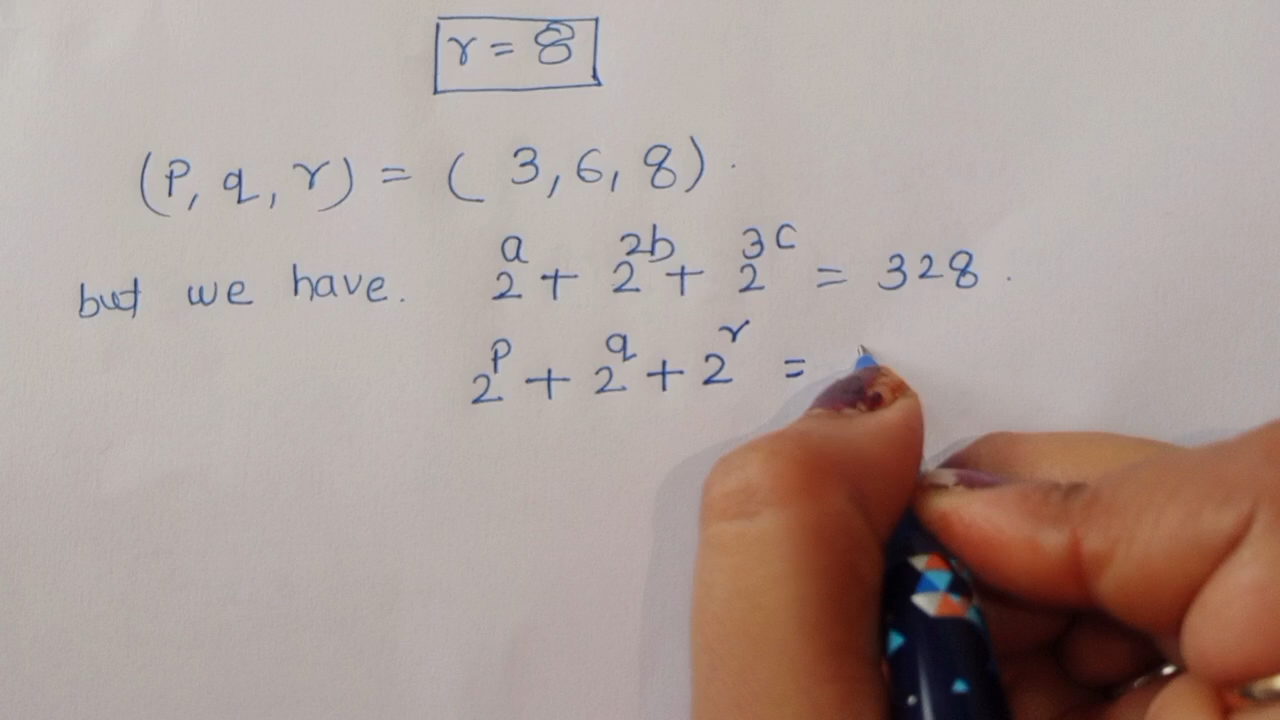 r = 8
(p, q, r) = ( 3, 6, 8) .
but we have. 2^a + 2^2b + 2^3c = 328 .
2^p + 2^q + 2^r =